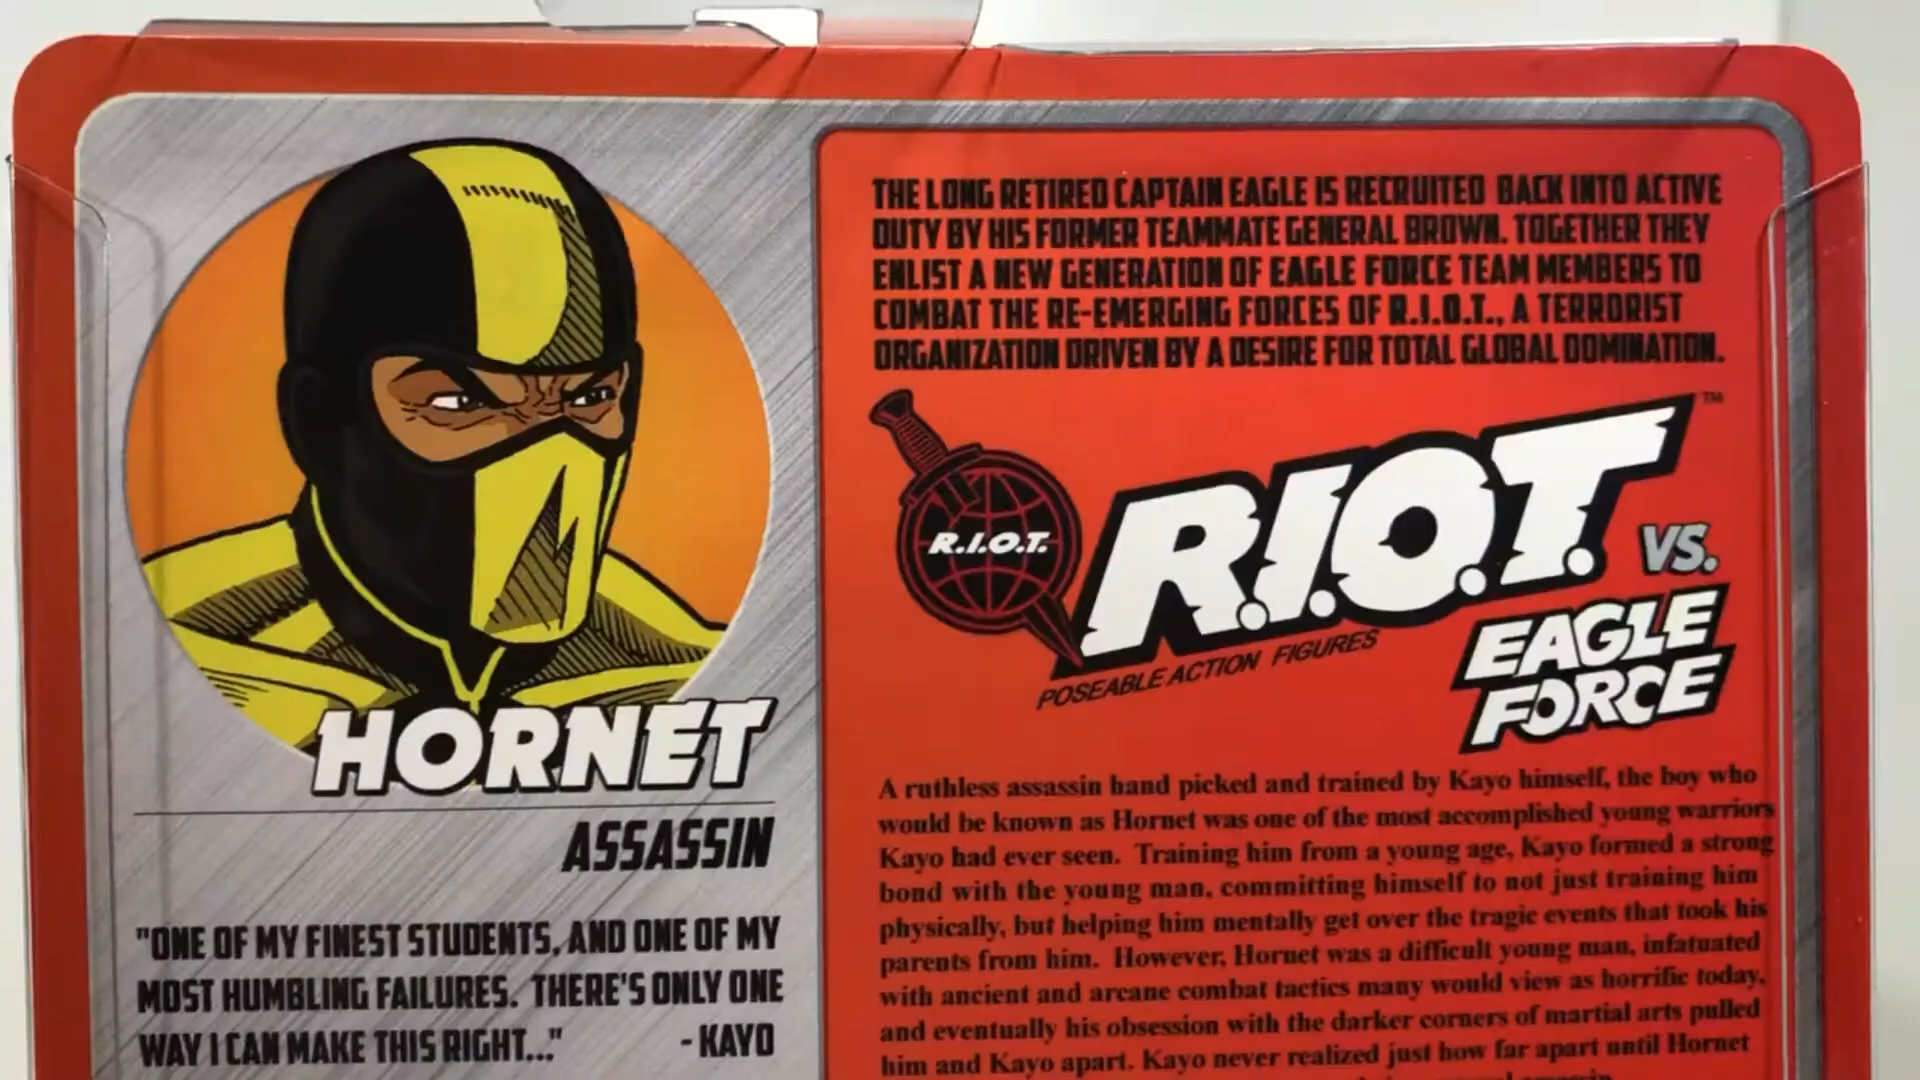 HORNET
ASSASSIN
"ONE OF MY FINEST STUDENTS, AND ONE OF MY
MOST HUMBLING FAILURES. THERE'S ONLY ONE
WAY I CAN MAKE THIS RIGHT..." - KAYO
THE LONG RETIRED CAPTAIN EAGLE IS RECRUITED BACK INTO ACTIVE
DUTY BY HIS FORMER TEAMMATE GENERAL BROWN. TOGETHER THEY
ENLIST A NEW GENERATION OF EAGLE FORCE TEAM MEMBERS TO
COMBAT THE RE-EMERGING FORCES OF R.I.O.T., A TERRORIST
ORGANIZATION DRIVEN BY A DESIRE FOR TOTAL GLOBAL DOMINATION.
R.I.O.T.
R.I.O.T. ™
VS.
EAGLE
FORCE
POSEABLE ACTION FIGURES
A ruthless assassin hand picked and trained by Kayo himself, the boy who
would be known as Hornet was one of the most accomplished young warriors
Kayo had ever seen. Training him from a young age, Kayo formed a strong
bond with the young man, committing himself to not just training him
physically, but helping him mentally get over the tragic events that took his
parents from him. However, Hornet was a difficult young man, infatuated
with ancient and arcane combat tactics many would view as horrific today,
and eventually his obsession with the darker corners of martial arts pulled
him and Kayo apart. Kayo never realized just how far apart until Hornet